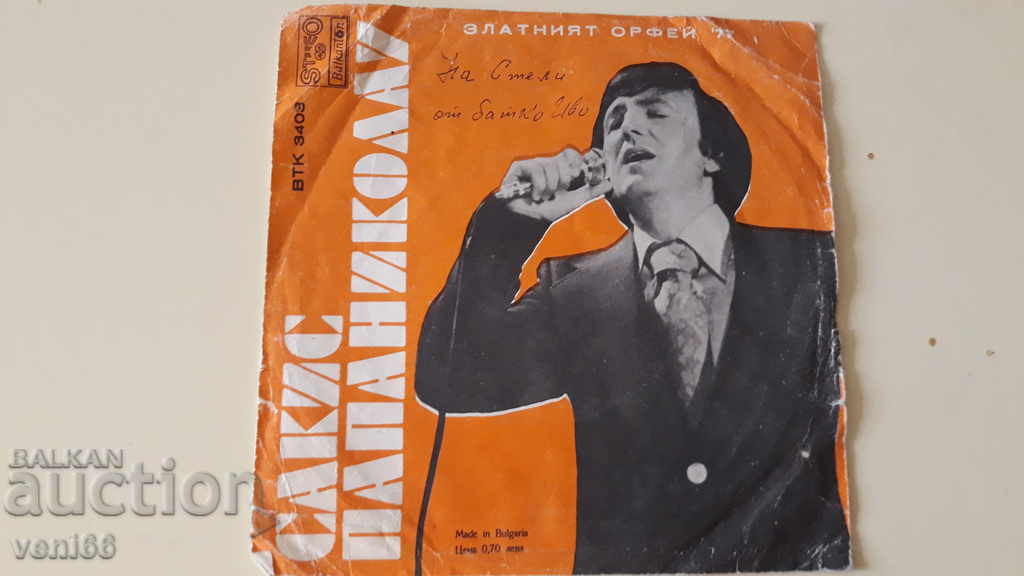 ЗЛАТНИЯТ ОРФЕЙ '77
STEREO
Balkanton
ВТК 3403
САКИС
ПАПАНИКОЛАУ
На Стели
от батко Иво
Made in Bulgaria
Цена 0,70 лева
BALKAN
auction
veni66